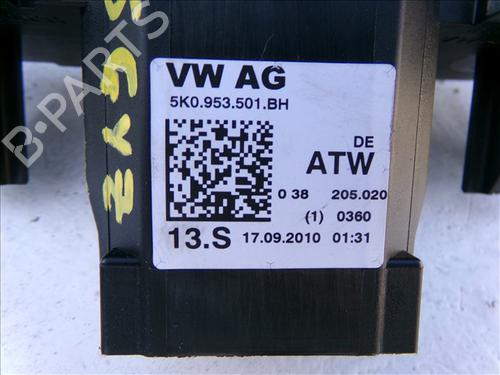 VW AG
5K0.953.501.BH
DE
ATW
0 38 205.020
(1) 0360
13.S 17.09.2010 01:31
B-PARTS